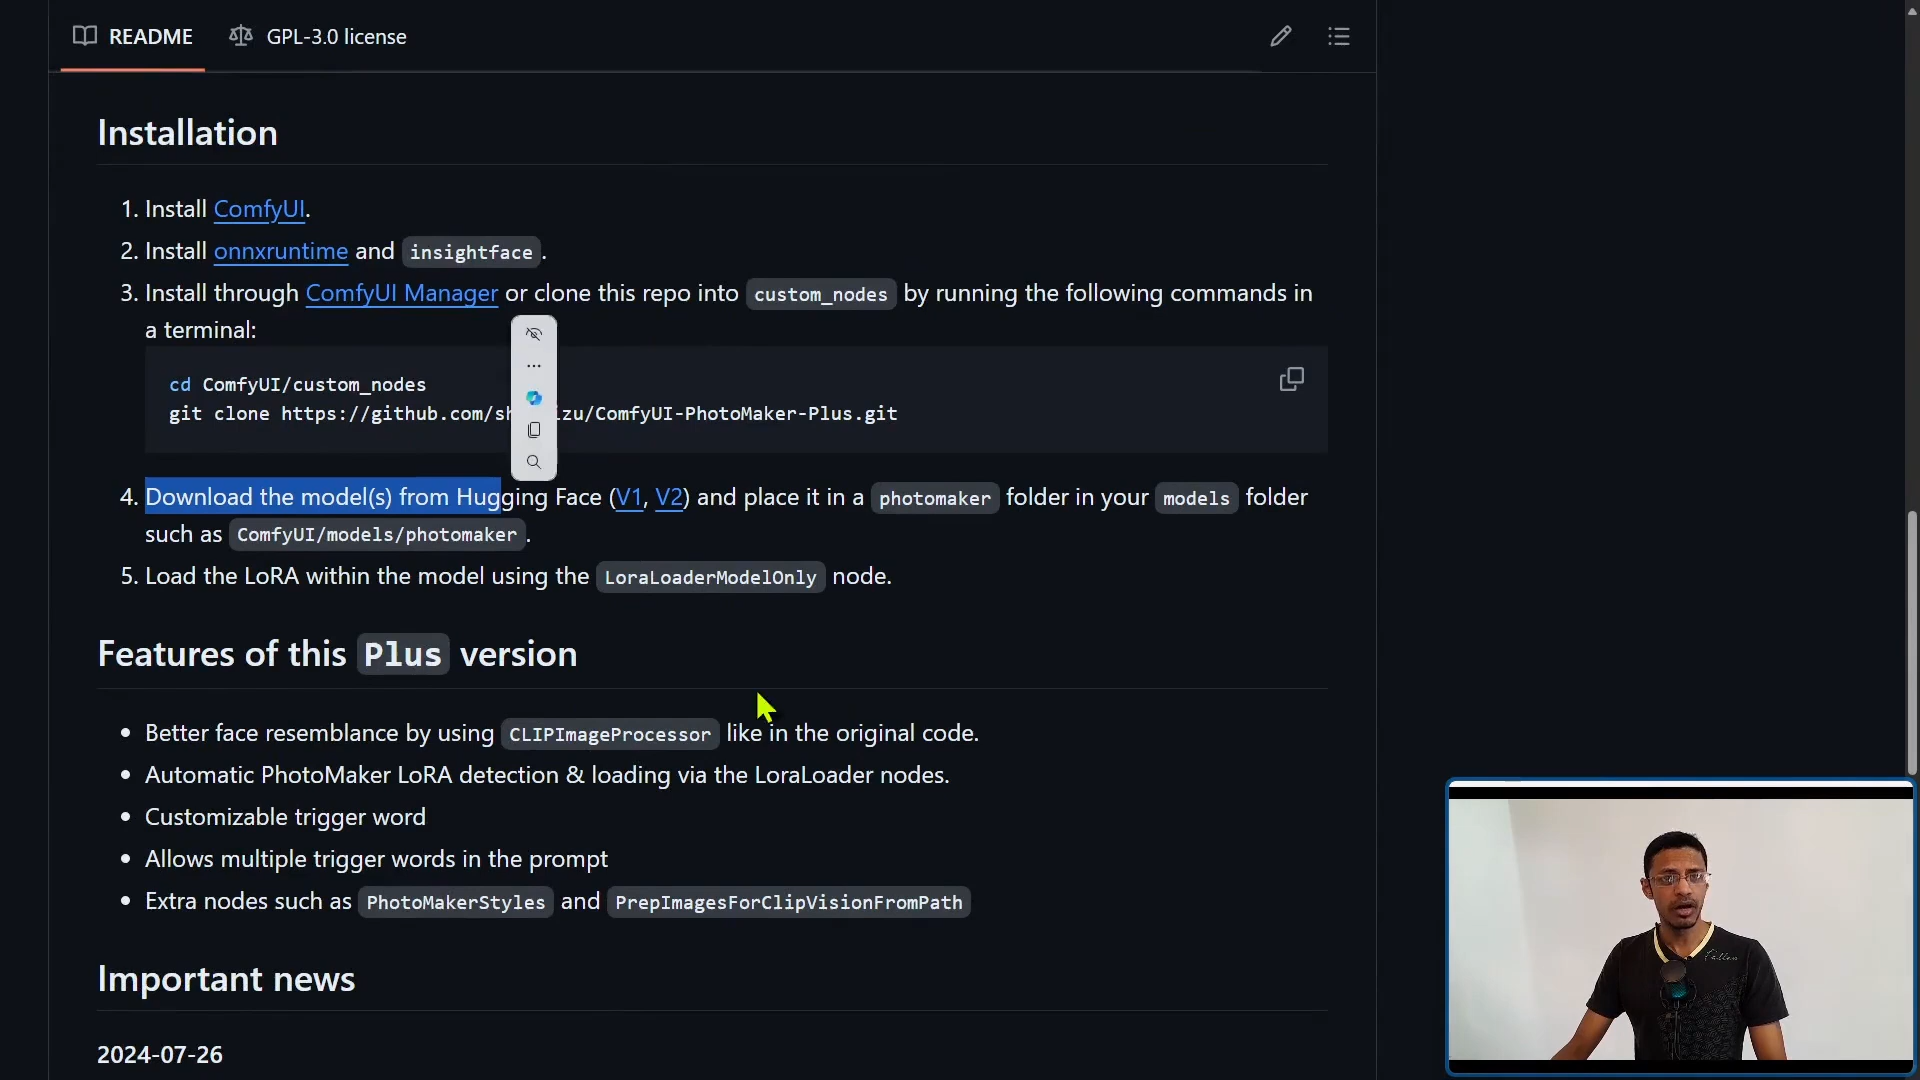 README
GPL-3.0 license
Installation
1. Install ComfyUI.
2. Install onnxruntime and insightface.
3. Install through ComfyUI Manager or clone this repo into custom_nodes by running the following commands in
a terminal:
cd ComfyUI/custom_nodes
git clone https://github.com/sh izu/ComfyUI-PhotoMaker-Plus.git
4. Download the model(s) from Hugging Face (V1, V2) and place it in a photomaker folder in your models folder
such as ComfyUI/models/photomaker.
5. Load the LoRA within the model using the LoraLoaderModelOnly node.
Features of this Plus version
• Better face resemblance by using CLIPImageProcessor like in the original code.
• Automatic PhotoMaker LoRA detection & loading via the LoraLoader nodes.
• Customizable trigger word
• Allows multiple trigger words in the prompt
• Extra nodes such as PhotoMakerStyles and PrepImagesForClipVisionFromPath
Important news
2024-07-26